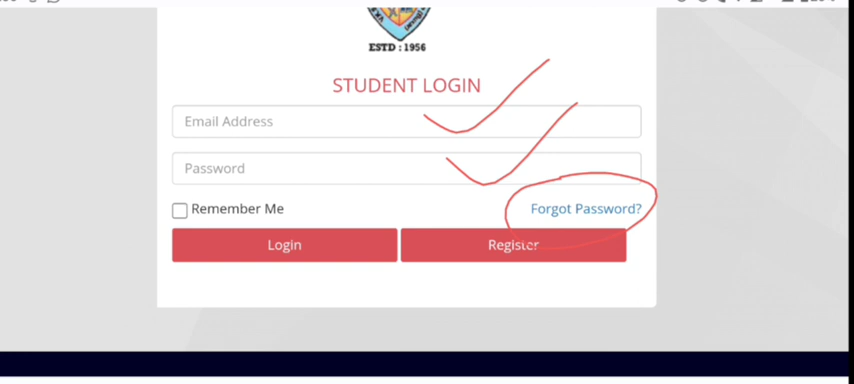 ESTD : 1956
STUDENT LOGIN
Email Address
Password
Remember Me
Forgot Password?
Login
Register